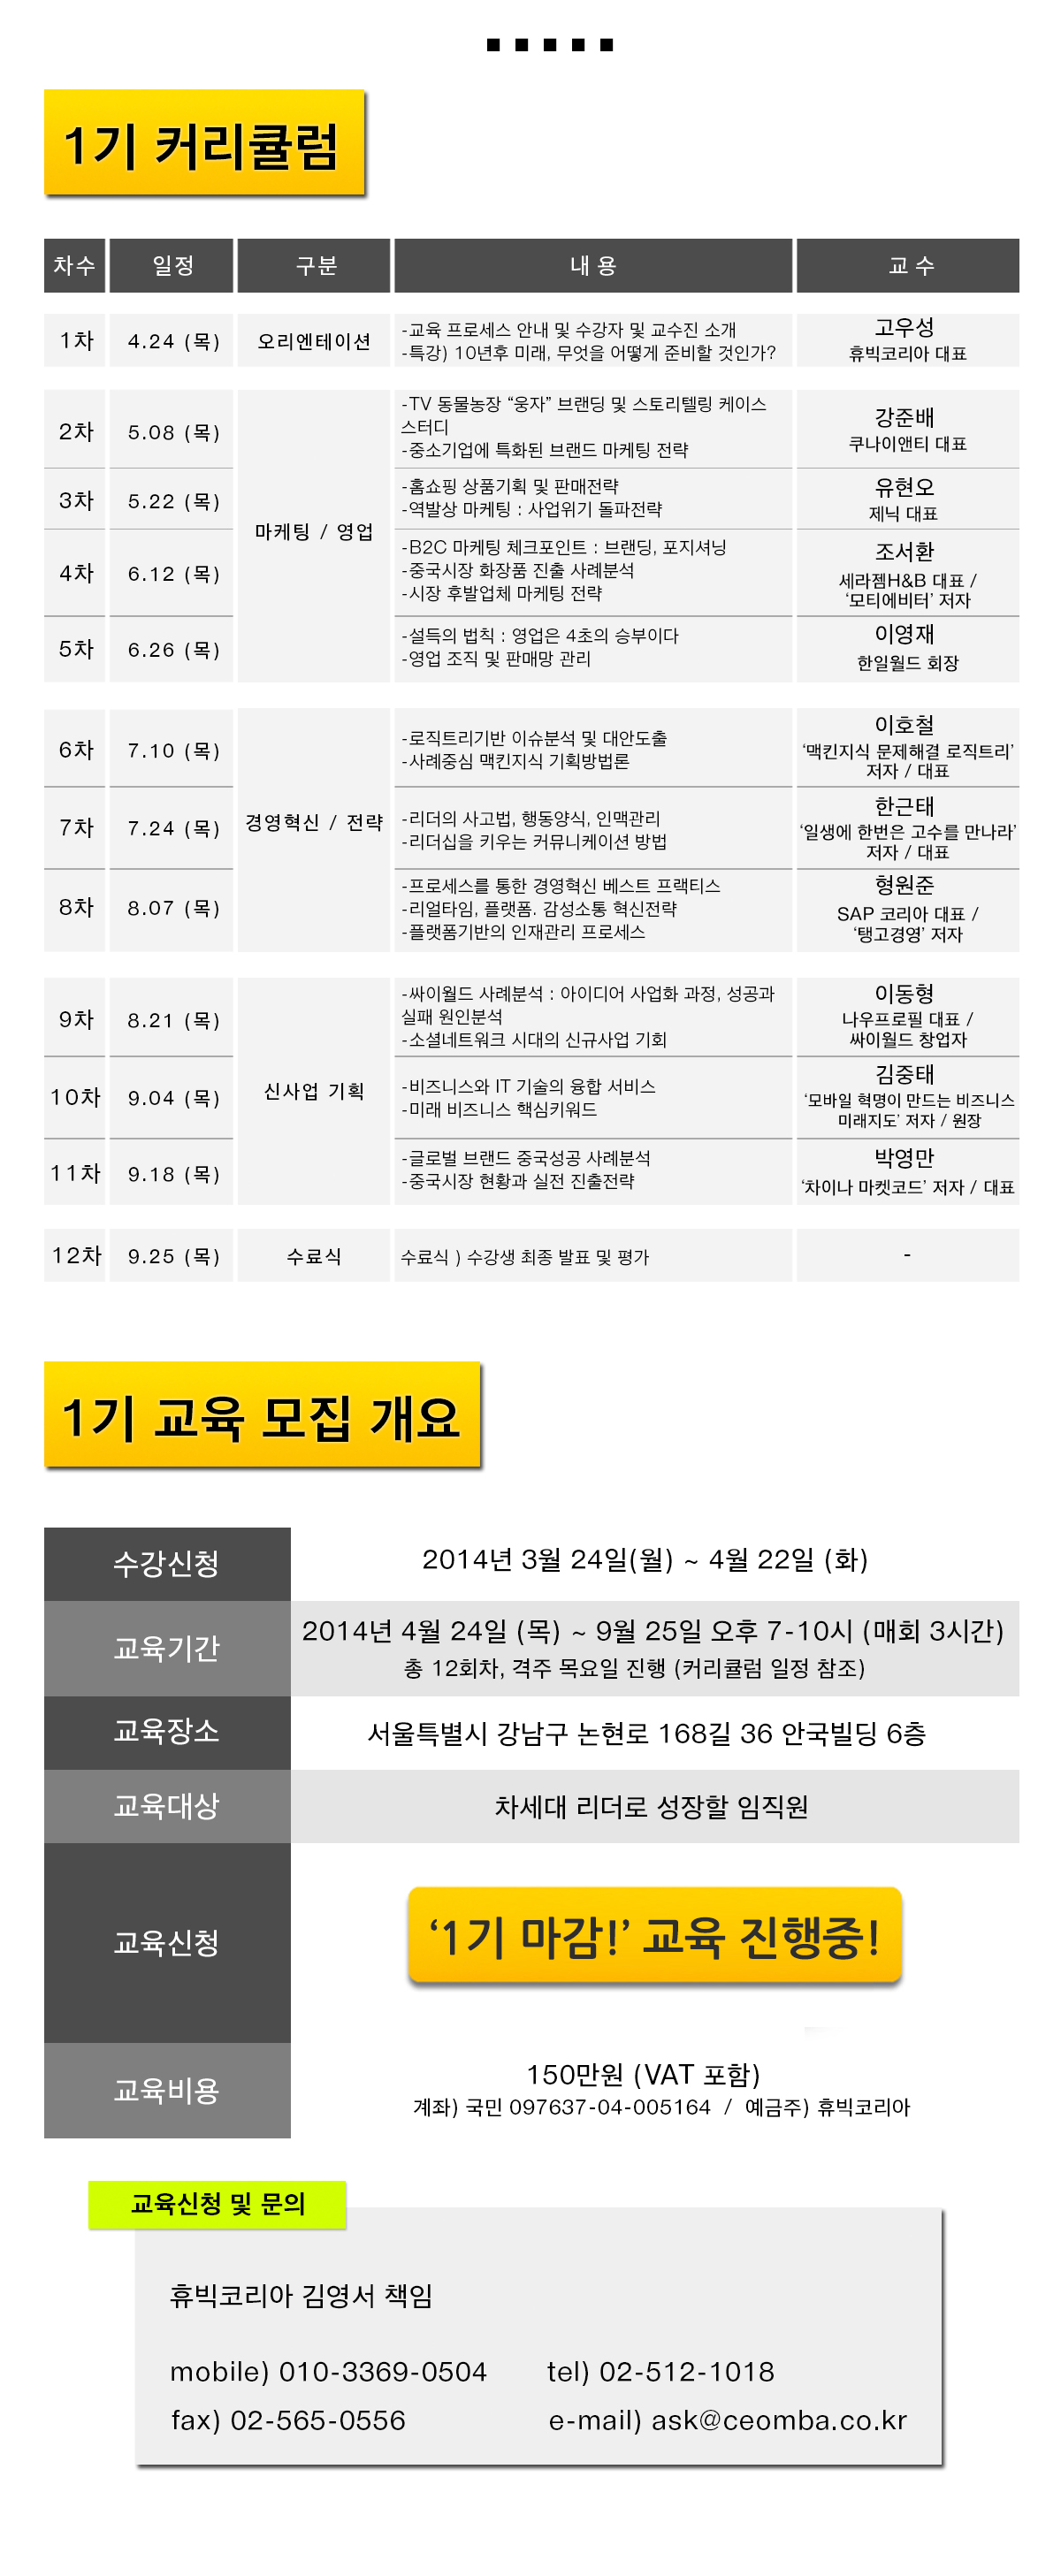 1기 커리큘럼
차수 일정 구분 내 용 교 수
1차 4.24 (목) 오리엔테이션
-교육 프로세스 안내 및 수강자 및 교수진 소개
-특강) 10년후 미래, 무엇을 어떻게 준비할 것인가?
고우성
휴빅코리아 대표
2차 5.08 (목)
-TV 동물농장 “웅자” 브랜딩 및 스토리텔링 케이스
스터디
-중소기업에 특화된 브랜드 마케팅 전략
강준배
쿠나이앤티 대표
3차 5.22 (목)
-홈쇼핑 상품기획 및 판매전략
-역발상 마케팅 : 사업위기 돌파전략
유현오
제닉 대표
마케팅 / 영업
4차 6.12 (목)
-B2C 마케팅 체크포인트 : 브랜딩, 포지셔닝
-중국시장 화장품 진출 사례분석
-시장 후발업체 마케팅 전략
조서환
세라젬H&B 대표 /
‘모티에비터’ 저자
5차 6.26 (목)
-설득의 법칙 : 영업은 4초의 승부이다
-영업 조직 및 판매망 관리
이영재
한일월드 회장
6차 7.10 (목)
-로직트리기반 이슈분석 및 대안도출
-사례중심 맥킨지식 기획방법론
이호철
‘맥킨지식 문제해결 로직트리’
저자 / 대표
7차 7.24 (목) 경영혁신 / 전략
-리더의 사고법, 행동양식, 인맥관리
-리더십을 키우는 커뮤니케이션 방법
한근태
‘일생에 한번은 고수를 만나라’
저자 / 대표
8차 8.07 (목)
-프로세스를 통한 경영혁신 베스트 프랙티스
-리얼타임, 플랫폼. 감성소통 혁신전략
-플랫폼기반의 인재관리 프로세스
형원준
SAP 코리아 대표 /
‘탱고경영’ 저자
9차 8.21 (목)
-싸이월드 사례분석 : 아이디어 사업화 과정, 성공과
실패 원인분석
-소셜네트워크 시대의 신규사업 기회
이동형
나우프로필 대표 /
싸이월드 창업자
10차 9.04 (목) 신사업 기획
-비즈니스와 IT 기술의 융합 서비스
-미래 비즈니스 핵심키워드
김중태
‘모바일 혁명이 만드는 비즈니스
미래지도’ 저자 / 원장
11차 9.18 (목)
-글로벌 브랜드 중국성공 사례분석
-중국시장 현황과 실전 진출전략
박영만
‘차이나 마켓코드’ 저자 / 대표
12차 9.25 (목) 수료식 수료식 ) 수강생 최종 발표 및 평가 -
1기 교육 모집 개요
수강신청 2014년 3월 24일(월) ~ 4월 22일 (화)
교육기간 2014년 4월 24일 (목) ~ 9월 25일 오후 7-10시 (매회 3시간)
총 12회차, 격주 목요일 진행 (커리큘럼 일정 참조)
교육장소 서울특별시 강남구 논현로 168길 36 안국빌딩 6층
교육대상 차세대 리더로 성장할 임직원
교육신청 ‘1기 마감!’ 교육 진행중!
교육비용 150만원 (VAT 포함)
계좌) 국민 097637-04-005164 / 예금주) 휴빅코리아
교육신청 및 문의
휴빅코리아 김영서 책임
mobile) 010-3369-0504 tel) 02-512-1018
fax) 02-565-0556 e-mail) ask@ceomba.co.kr